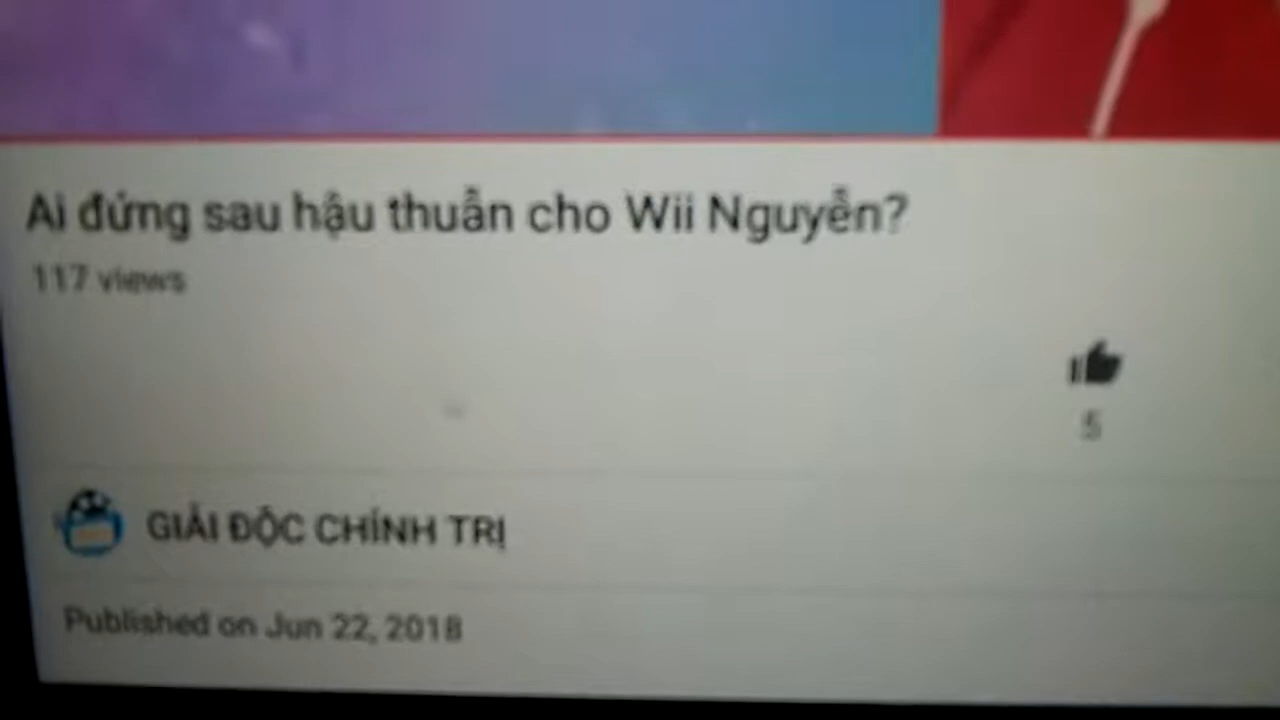 Ai đứng sau hậu thuẫn cho Wii Nguyễn?
117 views
5
GIẢI ĐỘC CHÍNH TRỊ
Published on Jun 22, 2018